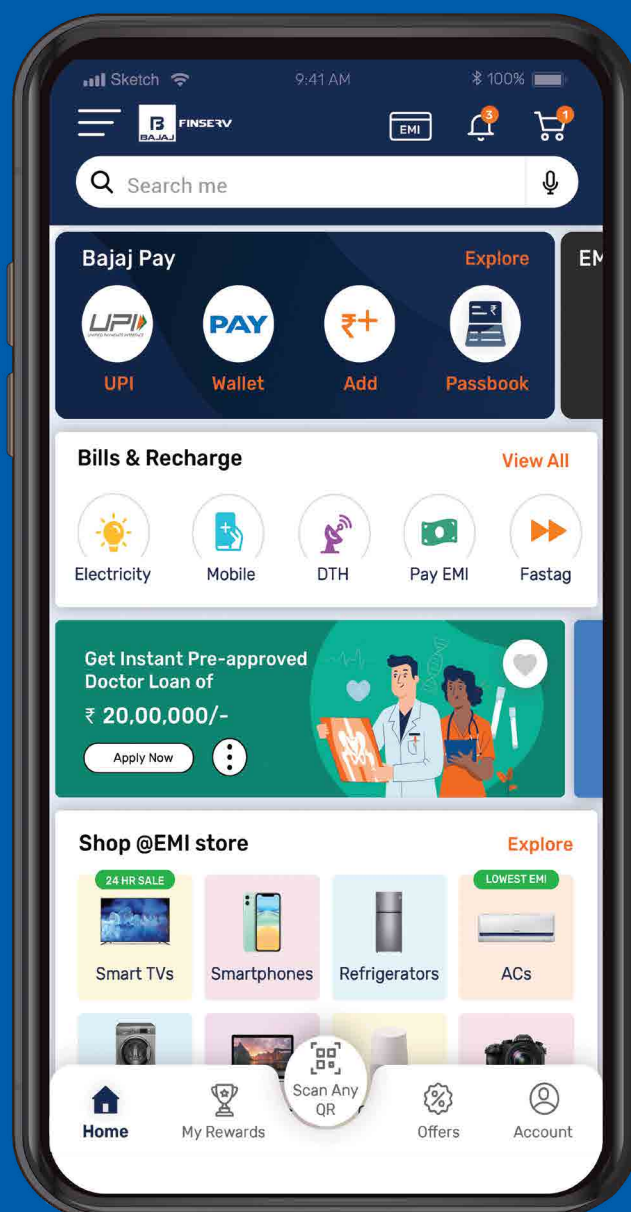 Sketch
9:41 AM
100%
B
BAJAJ
FINSERV
EMI
3
1
Search me
Bajaj Pay
Explore
EM
UPI
UNIFIED PAYMENTS INTERFACE
PAY
₹+
₹
UPI
Wallet
Add
Passbook
Bills & Recharge
View All
Electricity
Mobile
DTH
Pay EMI
Fastag
Get Instant Pre-approved
Doctor Loan of
₹ 20,00,000/-
Apply Now
Shop @EMI store
Explore
24 HR SALE
LOWEST EMI
Smart TVs
Smartphones
Refrigerators
ACs
Scan Any
QR
Home
My Rewards
Offers
Account